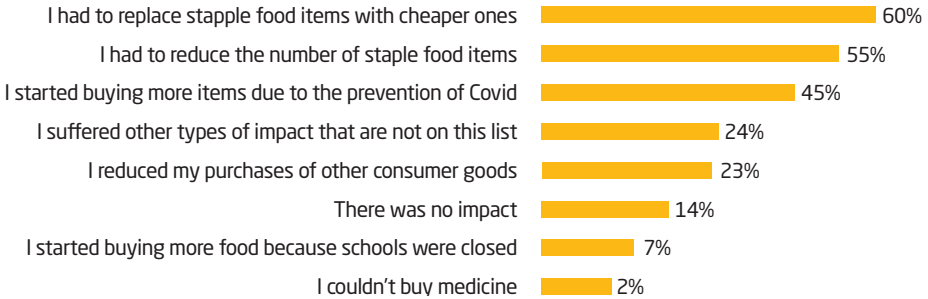 I had to replace stapple food items with cheaper ones 60%
I had to reduce the number of staple food items 55%
I started buying more items due to the prevention of Covid 45%
I suffered other types of impact that are not on this list 24%
I reduced my purchases of other consumer goods 23%
There was no impact 14%
I started buying more food because schools were closed 7%
I couldn't buy medicine 2%